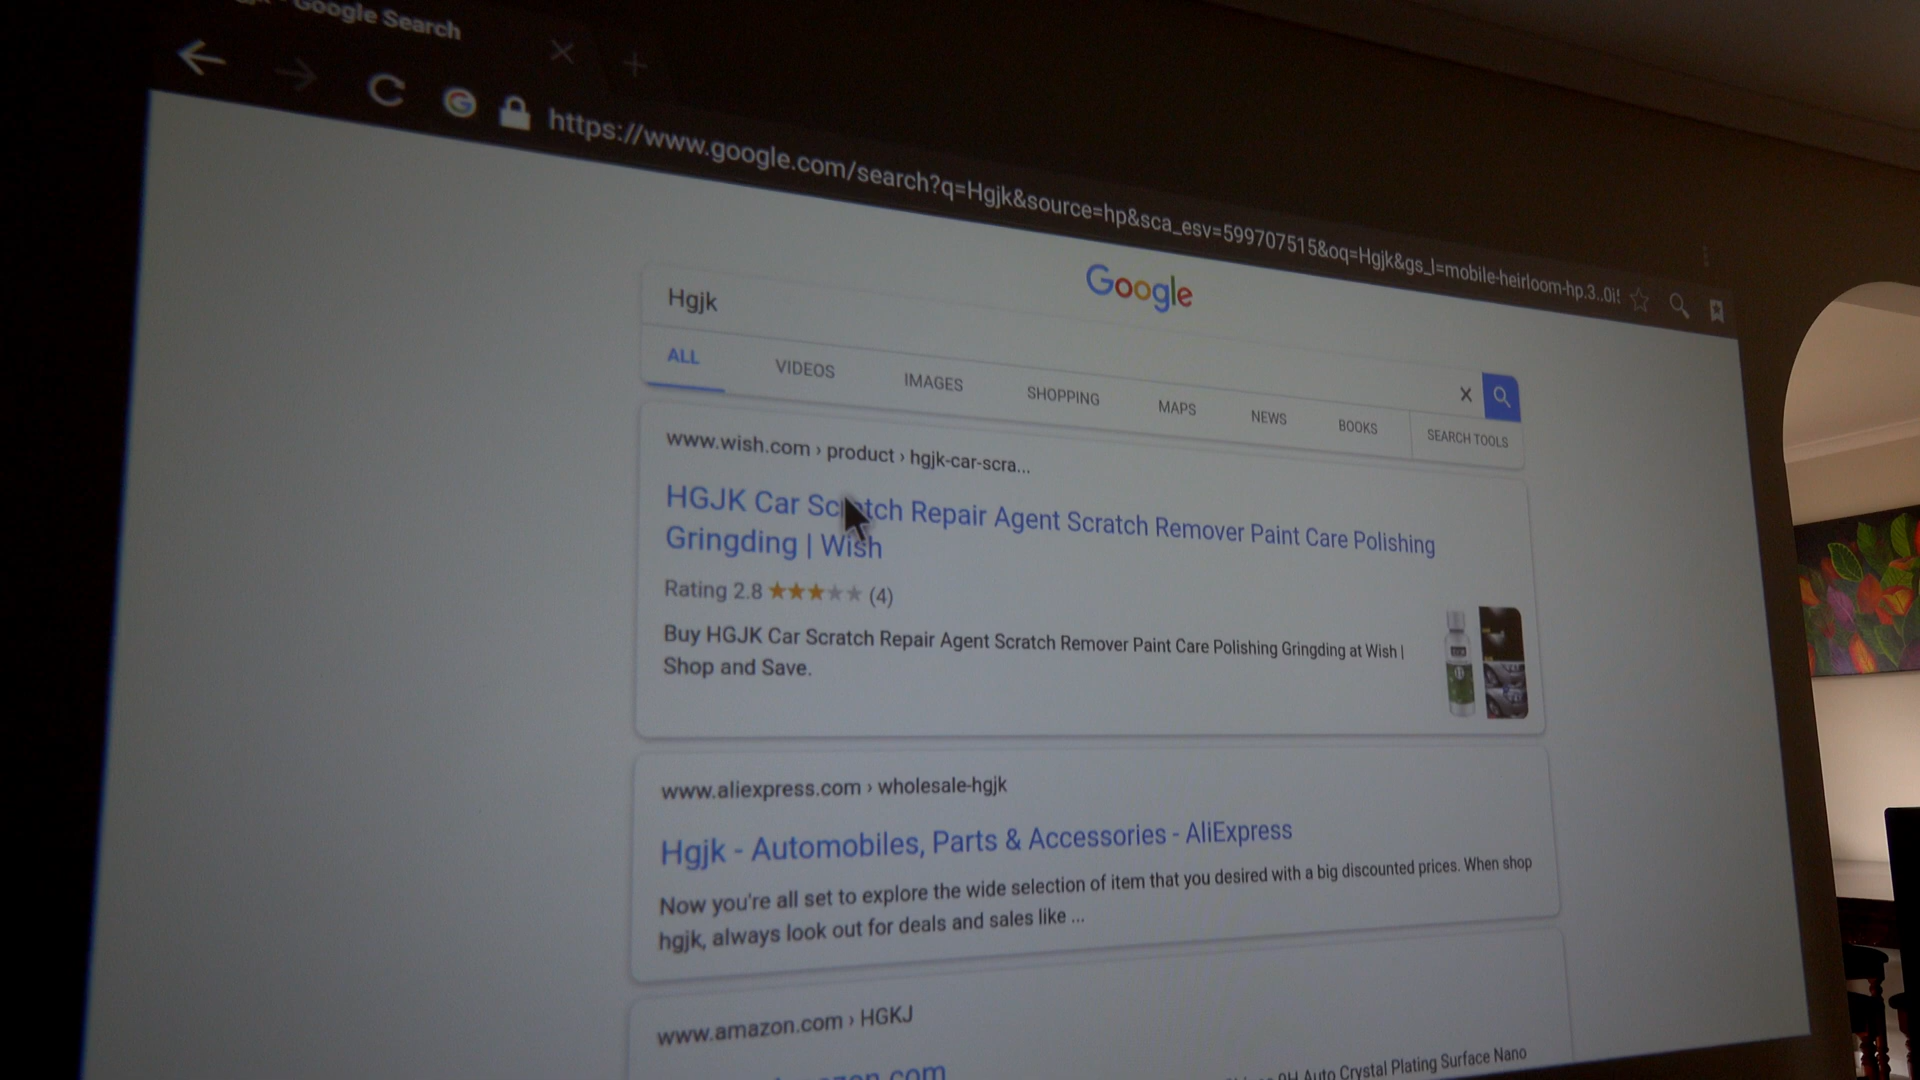 Google Search
https://www.google.com/search?q=Hgjk&source=hp&sca_esv=599707515&oq=Hgjk&gs_l=mobile-heirloom-hp.3..0i!
Google
Hgjk
ALL VIDEOS IMAGES SHOPPING MAPS NEWS BOOKS SEARCH TOOLS
www.wish.com › product › hgjk-car-scra...
HGJK Car Scratch Repair Agent Scratch Remover Paint Care Polishing
Gringding | Wish
Rating 2.8 (4)
Buy HGJK Car Scratch Repair Agent Scratch Remover Paint Care Polishing Gringding at Wish |
Shop and Save.
www.aliexpress.com › wholesale-hgjk
Hgjk - Automobiles, Parts & Accessories - AliExpress
Now you're all set to explore the wide selection of item that you desired with a big discounted prices. When shop
hgjk, always look out for deals and sales like ...
www.amazon.com › HGKJ
Auto Crystal Plating Surface Nano